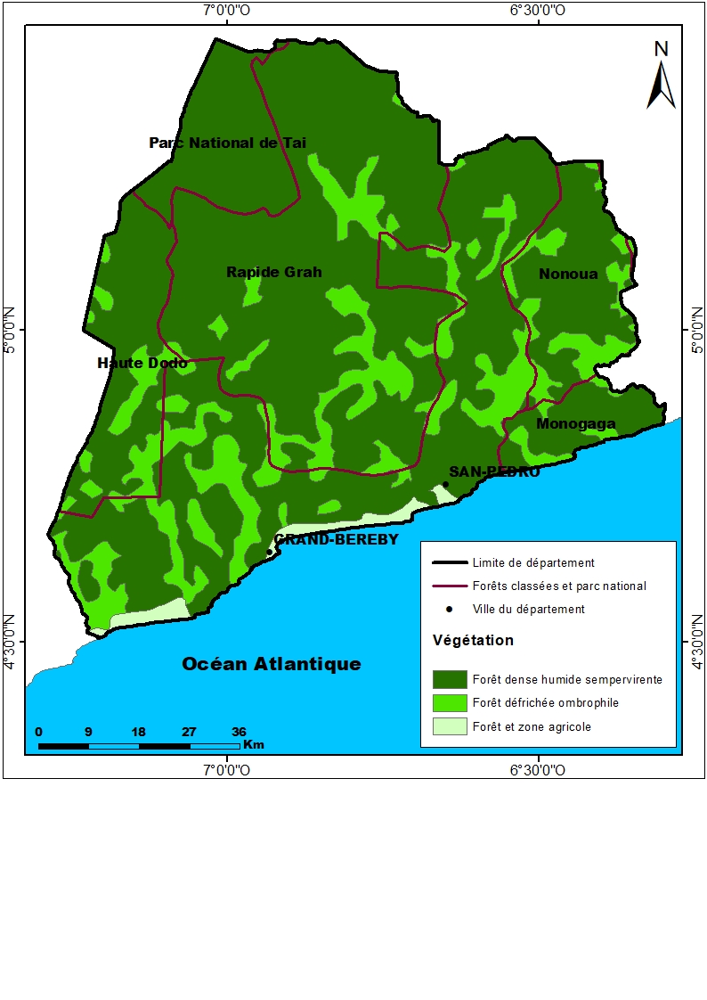 7°0'0"O 6°30'0"O
N
Parc National de Tai
Rapide Grah
Nonoua
5°0'0"N 5°0'0"N
Haute Dodo
Monogaga
SAN-PEDRO
GRAND-BEREBY
Limite de département
Forêts classées et parc national
Ville du département
Végétation
4°30'0"N 4°30'0"N
Océan Atlantique
Forêt dense humide sempervirente
Forêt défrichée ombrophile
Forêt et zone agricole
0 9 18 27 36
Km
7°0'0"O 6°30'0"O